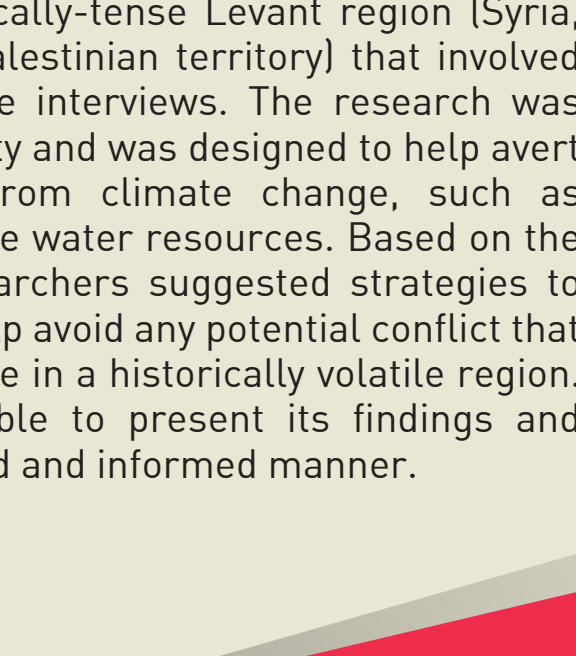 cally-tense Levant region (Syria,
alestinian territory) that involved
e interviews. The research was
ty and was designed to help avert
rom climate change, such as
e water resources. Based on the
archers suggested strategies to
lp avoid any potential conflict that
e in a historically volatile region.
ble to present its findings and
d and informed manner.